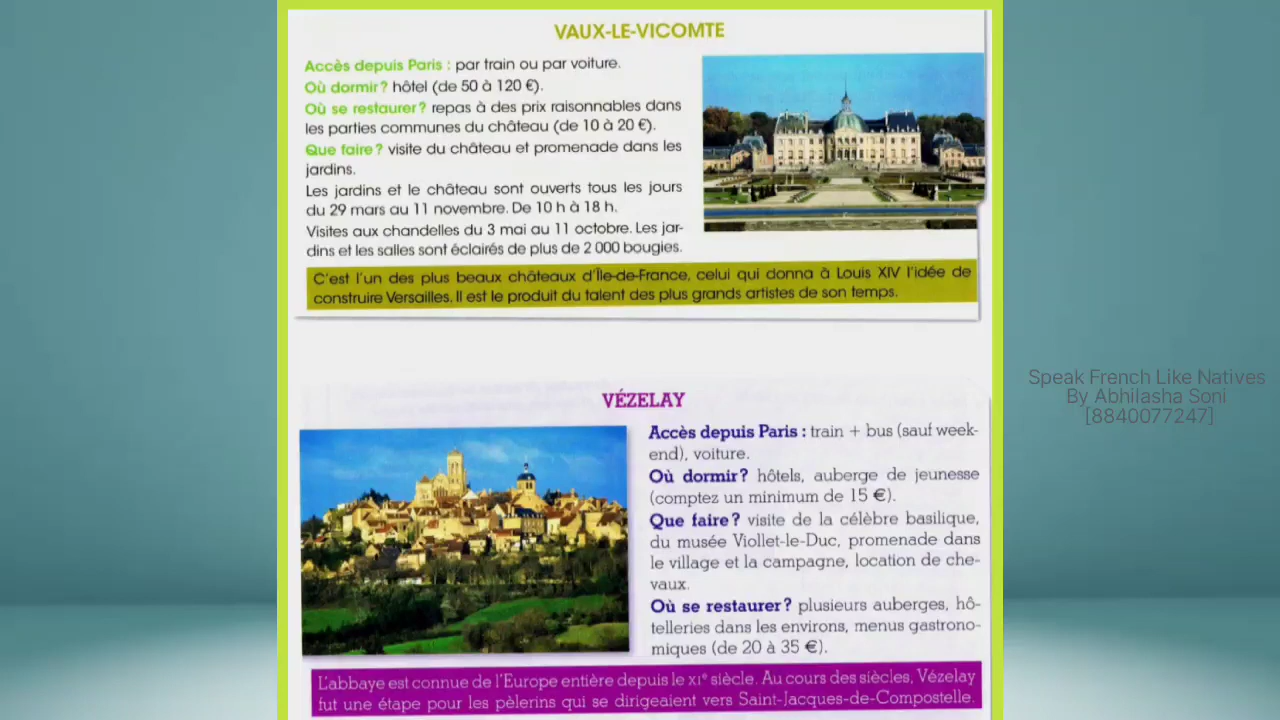 VAUX-LE-VICOMTE
Accès depuis Paris : par train ou par voiture.
Où dormir ? hôtel (de 50 à 120 €).
Où se restaurer ? repas à des prix raisonnables dans
les parties communes du château (de 10 à 20 €).
Que faire ? visite du château et promenade dans les
jardins.
Les jardins et le château sont ouverts tous les jours
du 29 mars au 11 novembre. De 10 h à 18 h.
Visites aux chandelles du 3 mai au 11 octobre. Les jar-
dins et les salles sont éclairés de plus de 2 000 bougies.
C'est l'un des plus beaux châteaux d'Île-de-France, celui qui donna à Louis XIV l'idée de
construire Versailles. Il est le produit du talent des plus grands artistes de son temps.
VÉZELAY
Accès depuis Paris : train + bus (sauf week-
end), voiture.
Où dormir ? hôtels, auberge de jeunesse
(comptez un minimum de 15 €).
Que faire ? visite de la célèbre basilique,
du musée Viollet-le-Duc, promenade dans
le village et la campagne, location de che-
vaux.
Où se restaurer ? plusieurs auberges, hô-
telleries dans les environs, menus gastrono-
miques (de 20 à 35 €).
L'abbaye est connue de l'Europe entière depuis le XIe siècle. Au cours des siècles, Vézelay
fut une étape pour les pèlerins qui se dirigeaient vers Saint-Jacques-de-Compostelle.
Speak French Like Natives
By Abhilasha Soni
[8840077247]